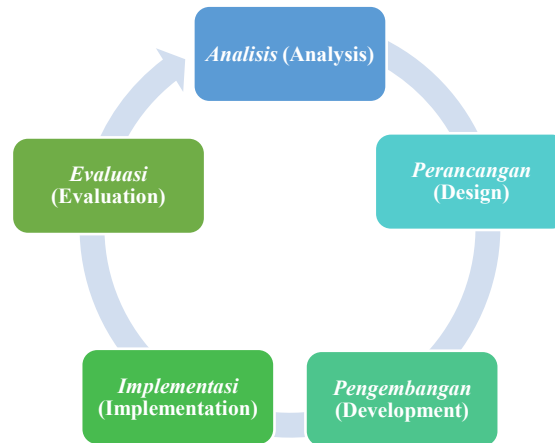 Analisis (Analysis)
Perancangan
(Design)
Pengembangan
(Development)
Implementasi
(Implementation)
Evaluasi
(Evaluation)